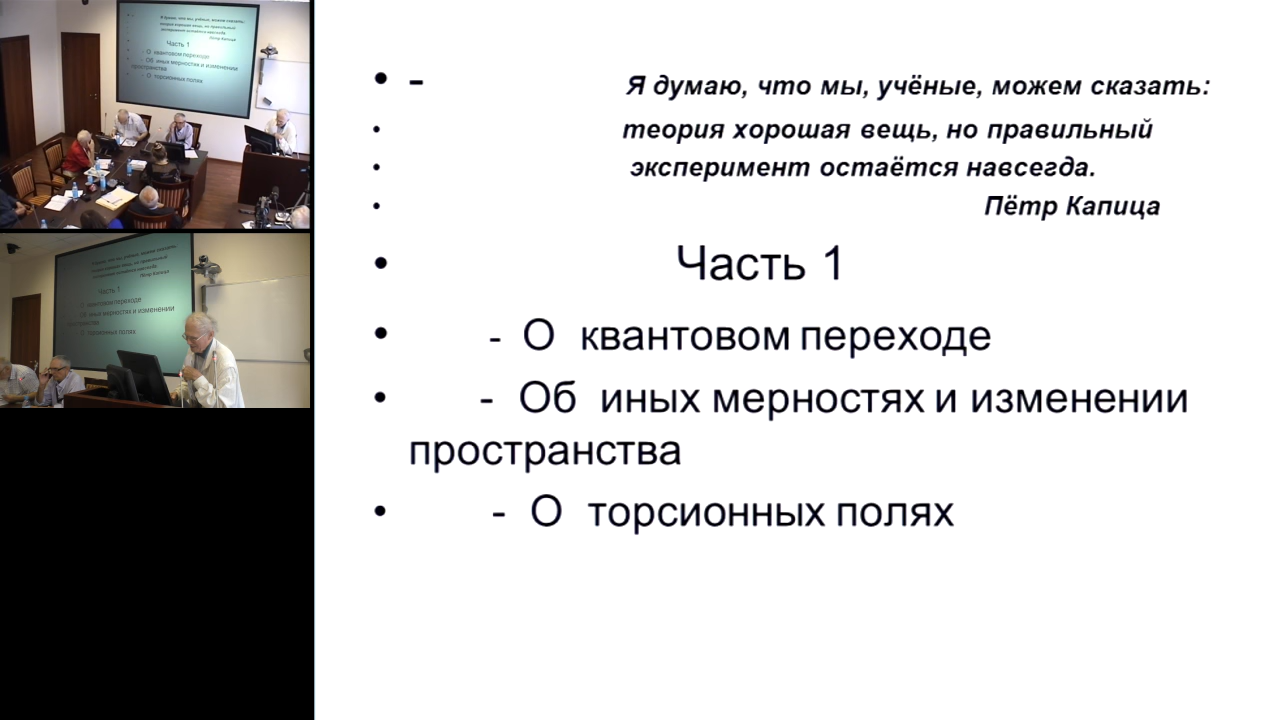 - Я думаю, что мы, учёные, можем сказать:
теория хорошая вещь, но правильный
эксперимент остаётся навсегда.
Пётр Капица
Часть 1
- О квантовом переходе
- Об иных мерностях и изменении
пространства
- О торсионных полях